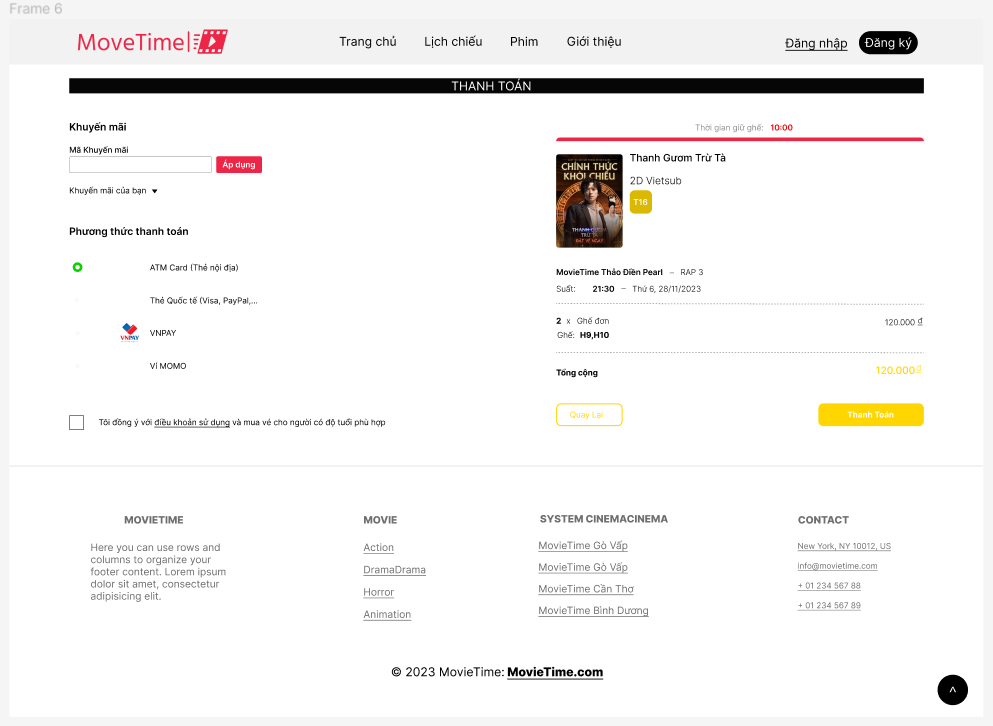 Frame 6
MoveTime
Trang chủ
Lịch chiếu
Phim
Giới thiệu
Đăng nhập
Đăng ký
THANH TOÁN
Khuyến mãi
Mã Khuyến mãi
Áp dụng
Khuyến mãi của bạn
Phương thức thanh toán
ATM Card (Thẻ nội địa)
Thẻ Quốc tế (Visa, PayPal,...
VNPAY
VNPAY
Ví MOMO
Tôi đồng ý với điều khoản sử dụng và mua vé cho người có độ tuổi phù hợp
Thời gian giữ ghế: 10:00
CHÍNH THỨC
KHỞI CHIẾU
THANH GƯƠM
TRỪ TÀ
ĐẶT VÉ NGAY
Thanh Gươm Trừ Tà
2D Vietsub
T16
MovieTime Thảo Điền Pearl – RAP 3
Suất: 21:30 – Thứ 6, 28/11/2023
2 x Ghế đơn
120.000 ₫
Ghế: H9,H10
Tổng cộng
120.000₫
Quay Lại
Thanh Toán
MOVIETIME
Here you can use rows and
columns to organize your
footer content. Lorem ipsum
dolor sit amet, consectetur
adipisicing elit.
MOVIE
Action
DramaDrama
Horror
Animation
SYSTEM CINEMACINEMA
MovieTime Gò Vấp
MovieTime Gò Vấp
MovieTime Cần Thơ
MovieTime Bình Dương
CONTACT
New York, NY 10012, US
info@movietime.com
+ 01 234 567 88
+ 01 234 567 89
© 2023 MovieTime: MovieTime.com
^